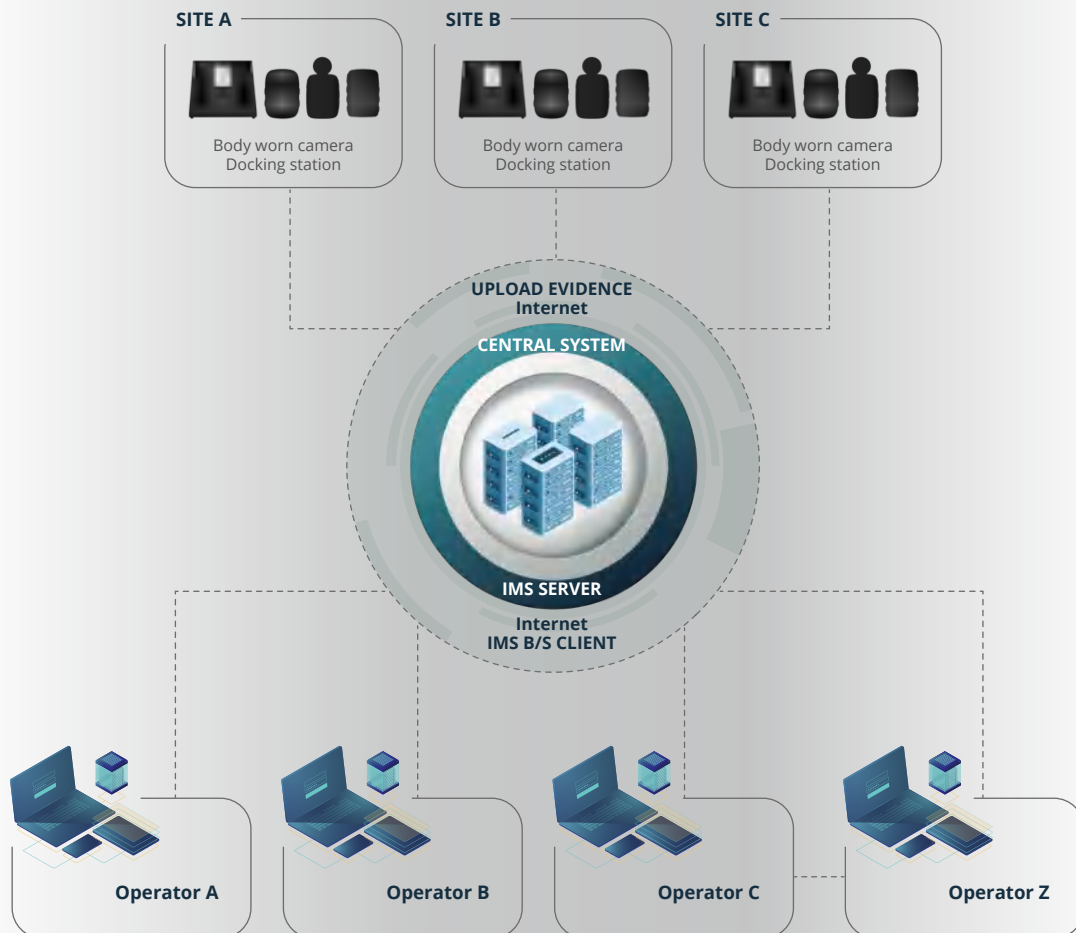 SITE A
SITE B
SITE C
Body worn camera
Docking station
Body worn camera
Docking station
Body worn camera
Docking station
UPLOAD EVIDENCE
Internet
CENTRAL SYSTEM
IMS SERVER
Internet
IMS B/S CLIENT
Operator A
Operator B
Operator C
Operator Z